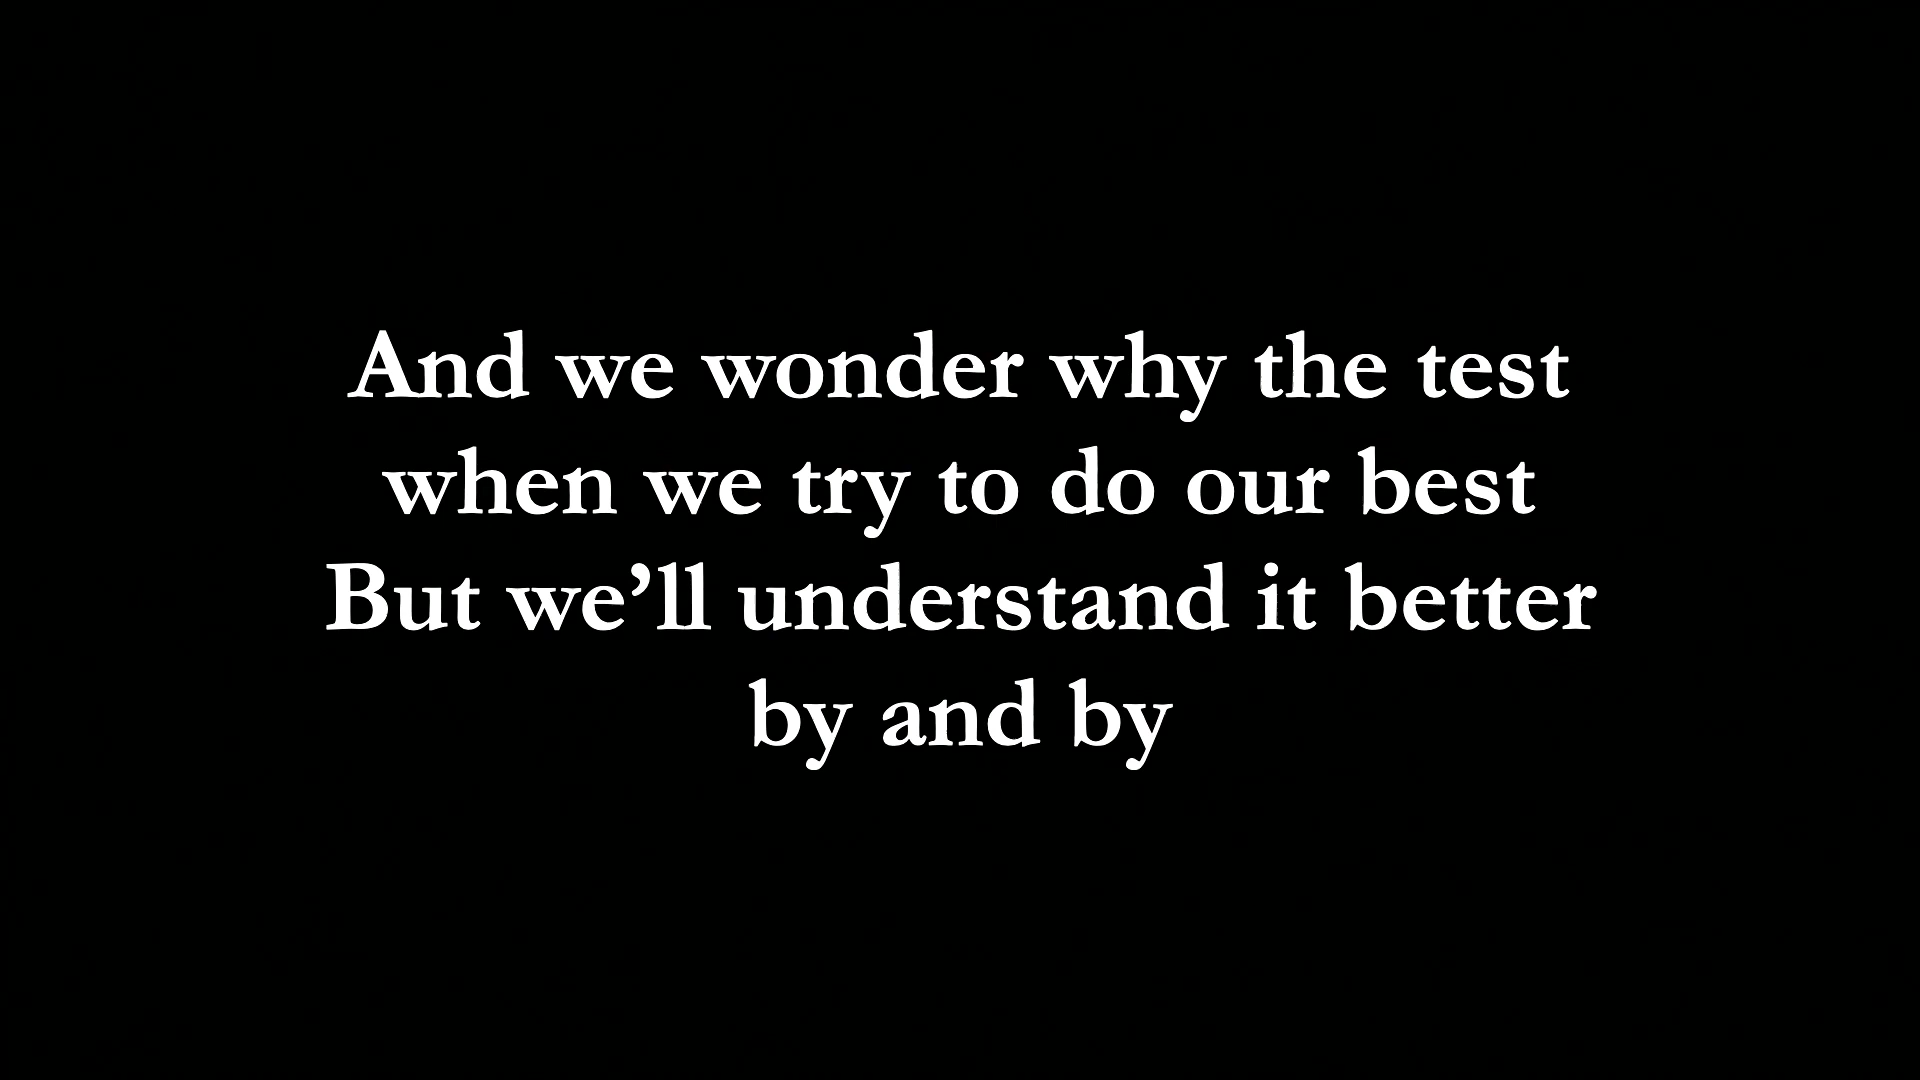 And we wonder why the test
when we try to do our best
But we’ll understand it better
by and by